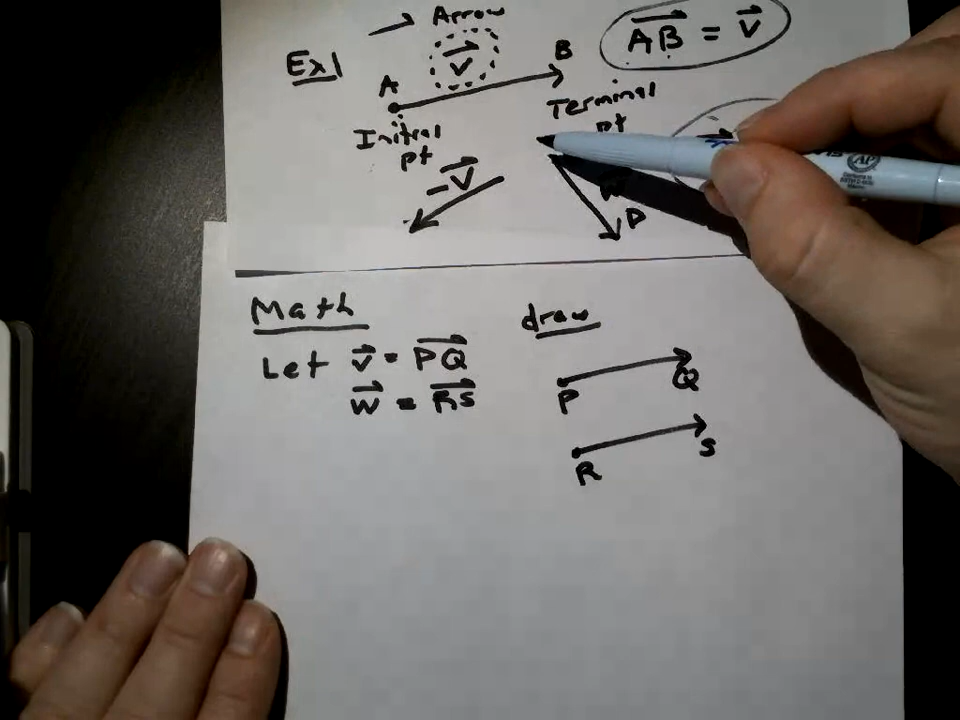 → Arrow
Ex1
v⃗
A
B
AB⃗ = v⃗
Initial
pt
Terminal
pt
-v⃗
D
Math
Let v⃗ = PQ⃗
w⃗ = RS⃗
draw
P
Q
R
S